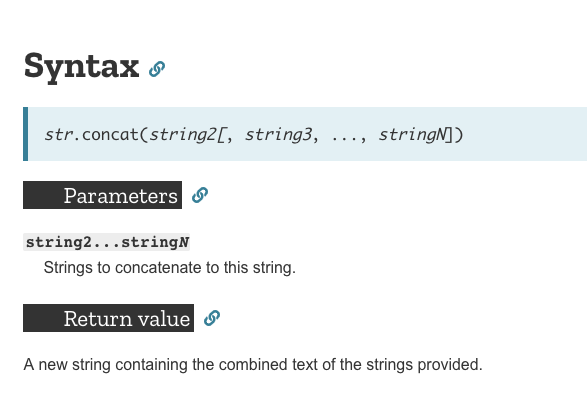 Syntax
str.concat(string2[, string3, ..., stringN])
Parameters
string2...stringN
Strings to concatenate to this string.
Return value
A new string containing the combined text of the strings provided.